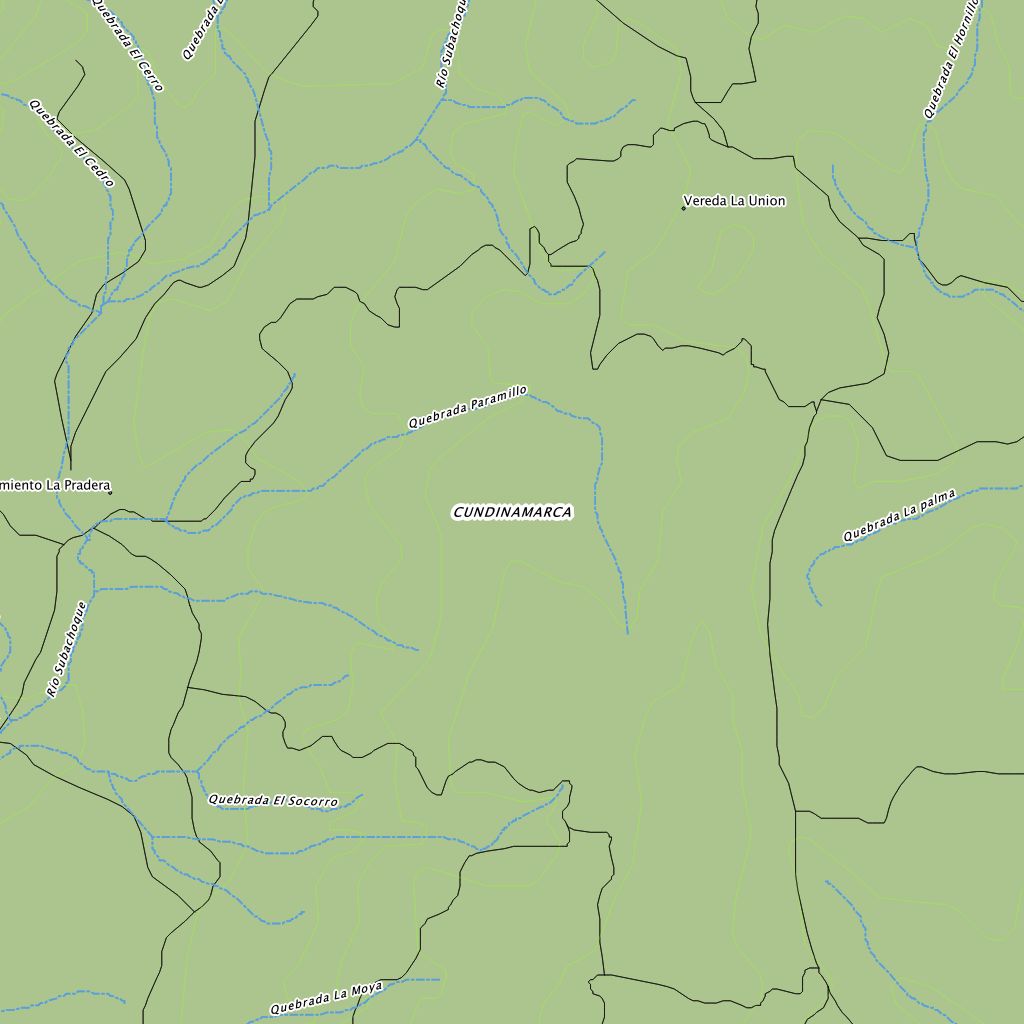 Quebrada El Cerro
Quebrada
Río Subachoque
Quebrada El Hornillo
Quebrada El Cedro
Vereda La Union
Quebrada Paramillo
miento La Pradera
CUNDINAMARCA
Quebrada La palma
Río Subachoque
Quebrada El Socorro
Quebrada La Moya